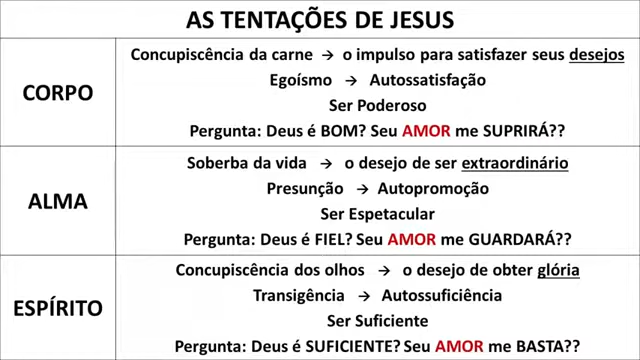 AS TENTAÇÕES DE JESUS
CORPO
Concupiscência da carne → o impulso para satisfazer seus desejos
Egoísmo → Autossatisfação
Ser Poderoso
Pergunta: Deus é BOM? Seu AMOR me SUPRIRÁ??
ALMA
Soberba da vida → o desejo de ser extraordinário
Presunção → Autopromoção
Ser Espetacular
Pergunta: Deus é FIEL? Seu AMOR me GUARDARÁ??
ESPÍRITO
Concupiscência dos olhos → o desejo de obter glória
Transigência → Autossuficiência
Ser Suficiente
Pergunta: Deus é SUFICIENTE? Seu AMOR me BASTA??